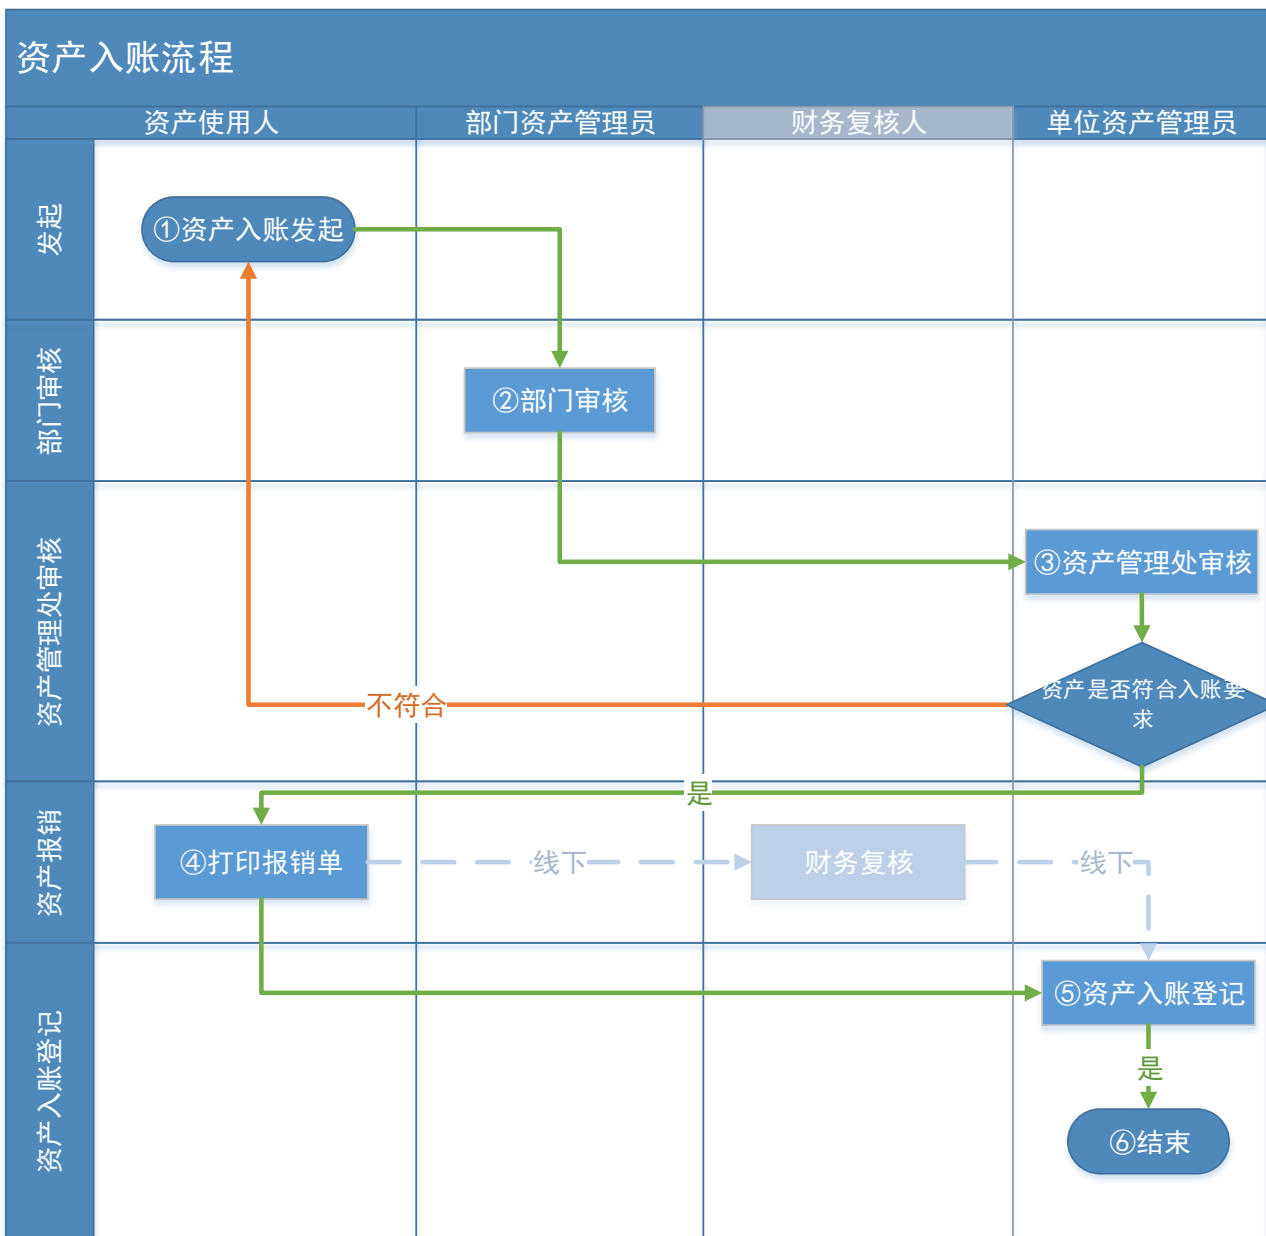 资产入账流程
资产使用人
部门资产管理员
财务复核人
单位资产管理员
发起
①资产入账发起
部门审核
②部门审核
资产管理处审核
③资产管理处审核
资产是否符合入账要
求
不符合
是
资产报销
④打印报销单
线下
财务复核
线下
资产入账登记
⑤资产入账登记
是
⑥结束